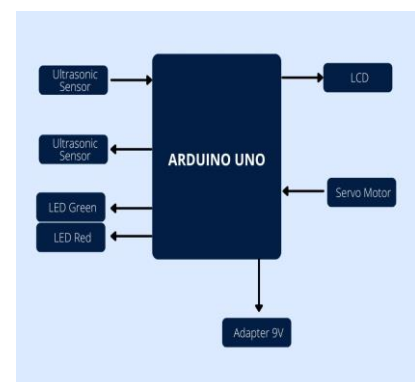 Ultrasonic
Sensor
LCD
Ultrasonic
Sensor
ARDUINO UNO
LED Green
Servo Motor
LED Red
Adapter 9V